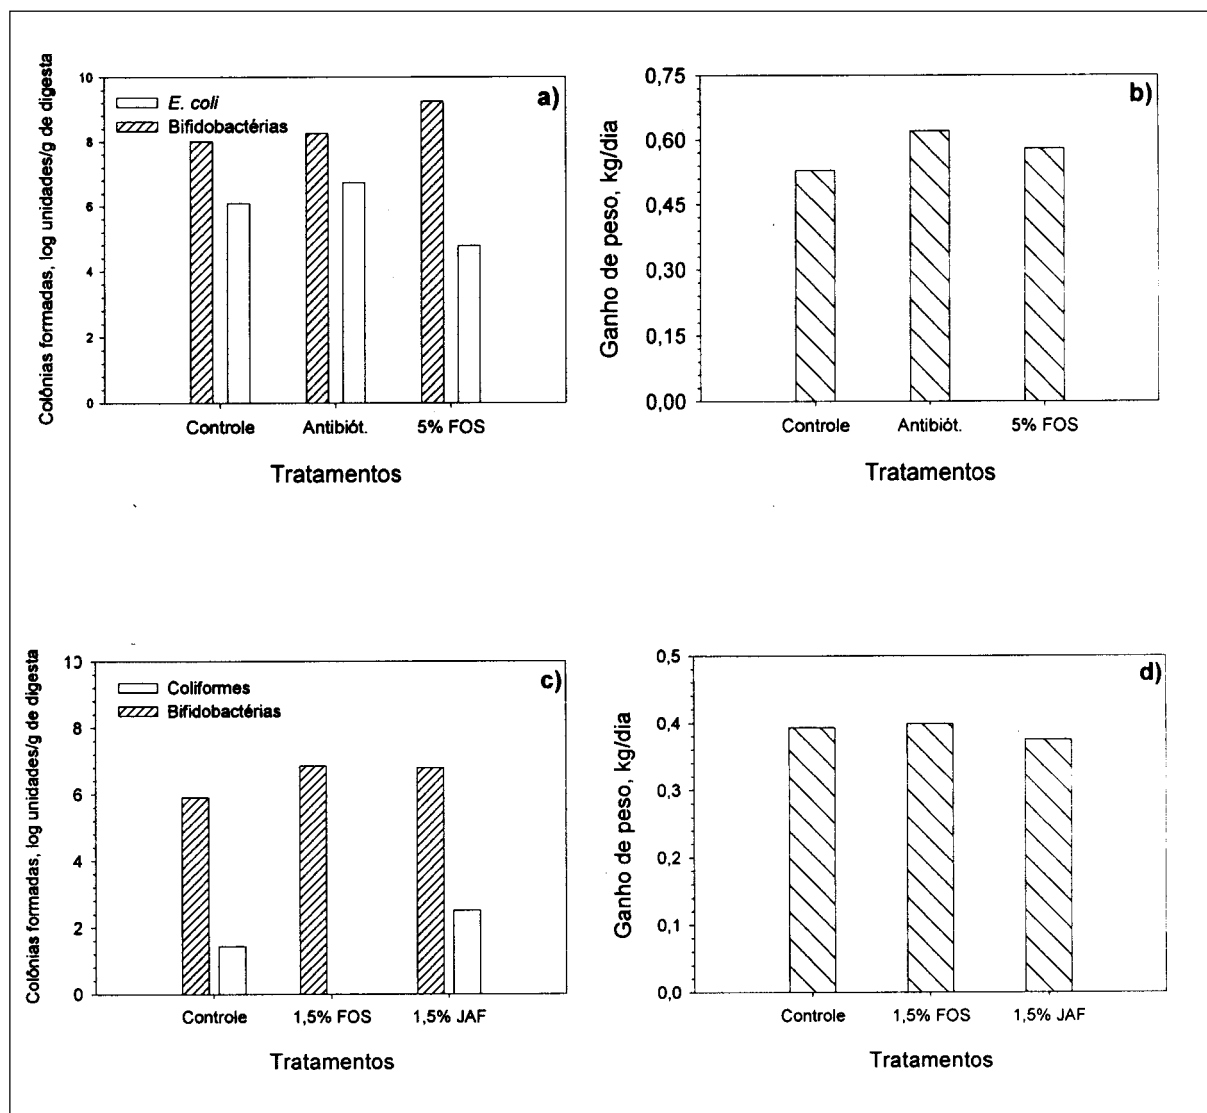 a)
Colônias formadas, log unidades/g de digesta
10
8
6
4
2
0
E. coli
Bifidobactérias
Controle Antibiót. 5% FOS
Tratamentos
b)
Ganho de peso, kg/dia
0,75
0,60
0,45
0,30
0,15
0,00
Controle Antibiót. 5% FOS
Tratamentos
c)
Colônias formadas, log unidades/g de digesta
10
8
6
4
2
0
Coliformes
Bifidobactérias
Controle 1,5% FOS 1,5% JAF
Tratamentos
d)
Ganho de peso, kg/dia
0,5
0,4
0,3
0,2
0,1
0,0
Controle 1,5% FOS 1,5% JAF
Tratamentos